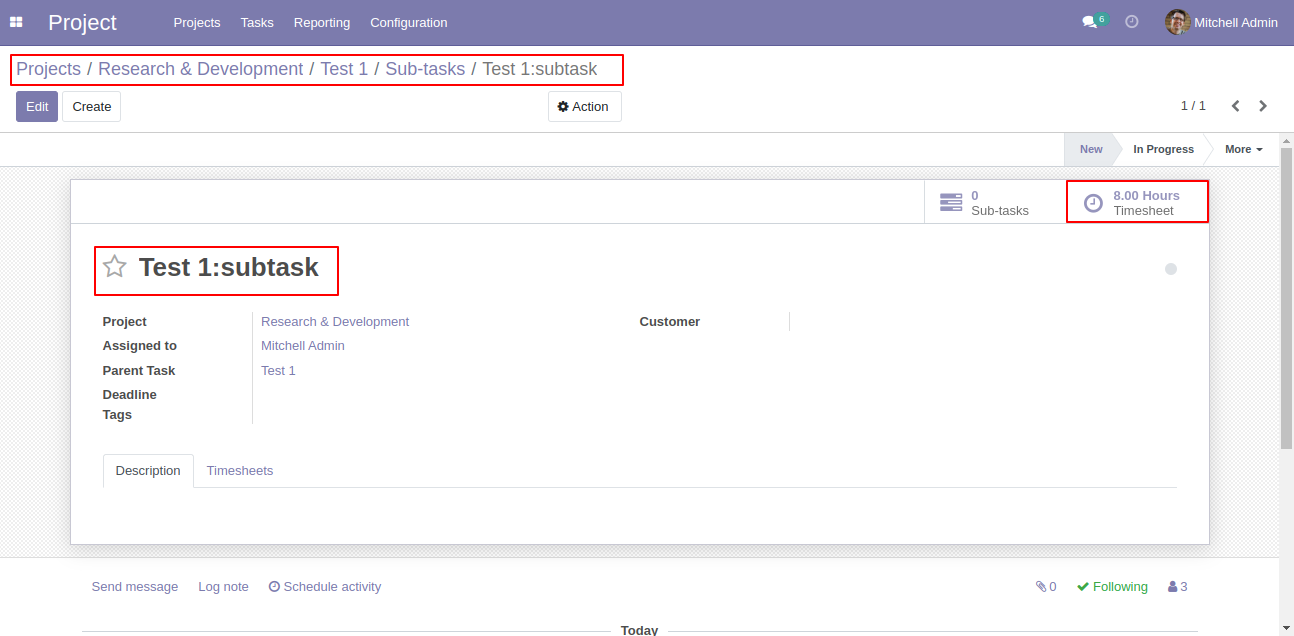 Project Projects Tasks Reporting Configuration 6 Mitchell Admin
Projects / Research & Development / Test 1 / Sub-tasks / Test 1:subtask
Edit Create Action 1 / 1
New In Progress More
0 8.00 Hours
Sub-tasks Timesheet
Test 1:subtask
Project Research & Development Customer
Assigned to Mitchell Admin
Parent Task Test 1
Deadline
Tags
Description Timesheets
Send message Log note Schedule activity 0 Following 3
Today